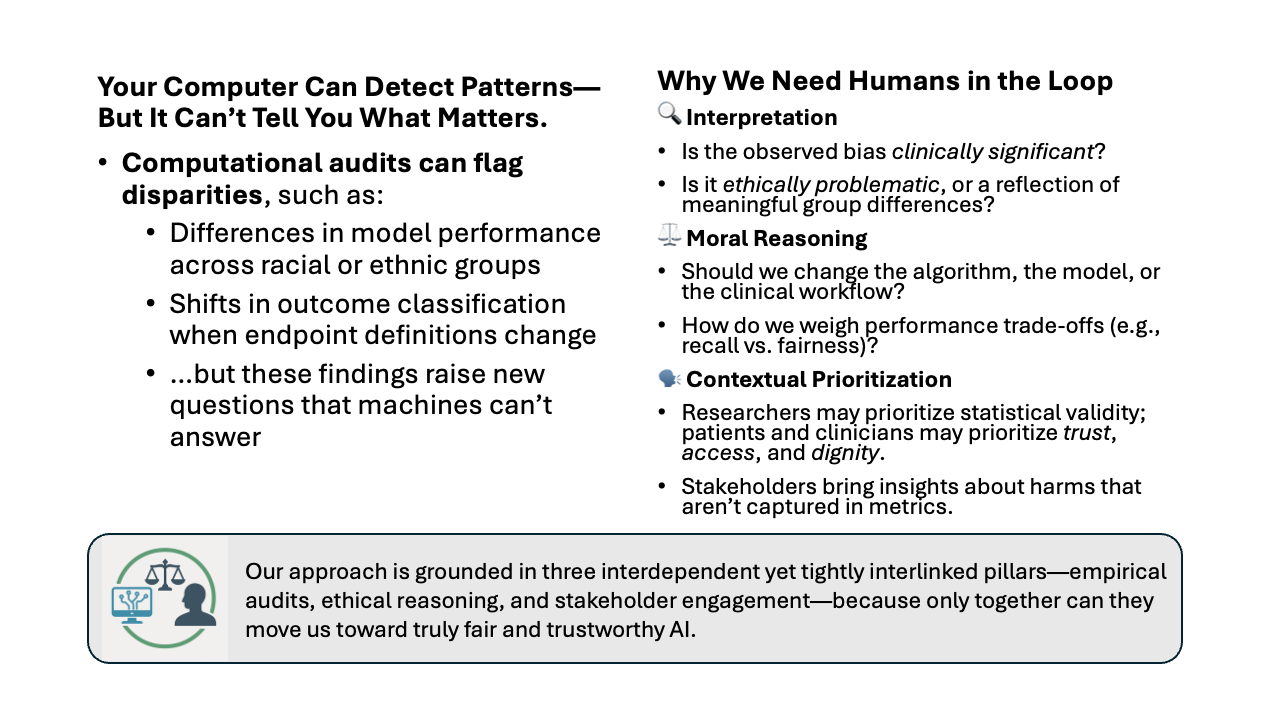 Your Computer Can Detect Patterns—
But It Can’t Tell You What Matters.
• Computational audits can flag
disparities, such as:
• Differences in model performance
across racial or ethnic groups
• Shifts in outcome classification
when endpoint definitions change
• …but these findings raise new
questions that machines can’t
answer
Why We Need Humans in the Loop
🔍 Interpretation
• Is the observed bias clinically significant?
• Is it ethically problematic, or a reflection of
meaningful group differences?
⚖️ Moral Reasoning
• Should we change the algorithm, the model, or
the clinical workflow?
• How do we weigh performance trade-offs (e.g.,
recall vs. fairness)?
🗣️ Contextual Prioritization
• Researchers may prioritize statistical validity;
patients and clinicians may prioritize trust,
access, and dignity.
• Stakeholders bring insights about harms that
aren’t captured in metrics.
Our approach is grounded in three interdependent yet tightly interlinked pillars—empirical
audits, ethical reasoning, and stakeholder engagement—because only together can they
move us toward truly fair and trustworthy AI.